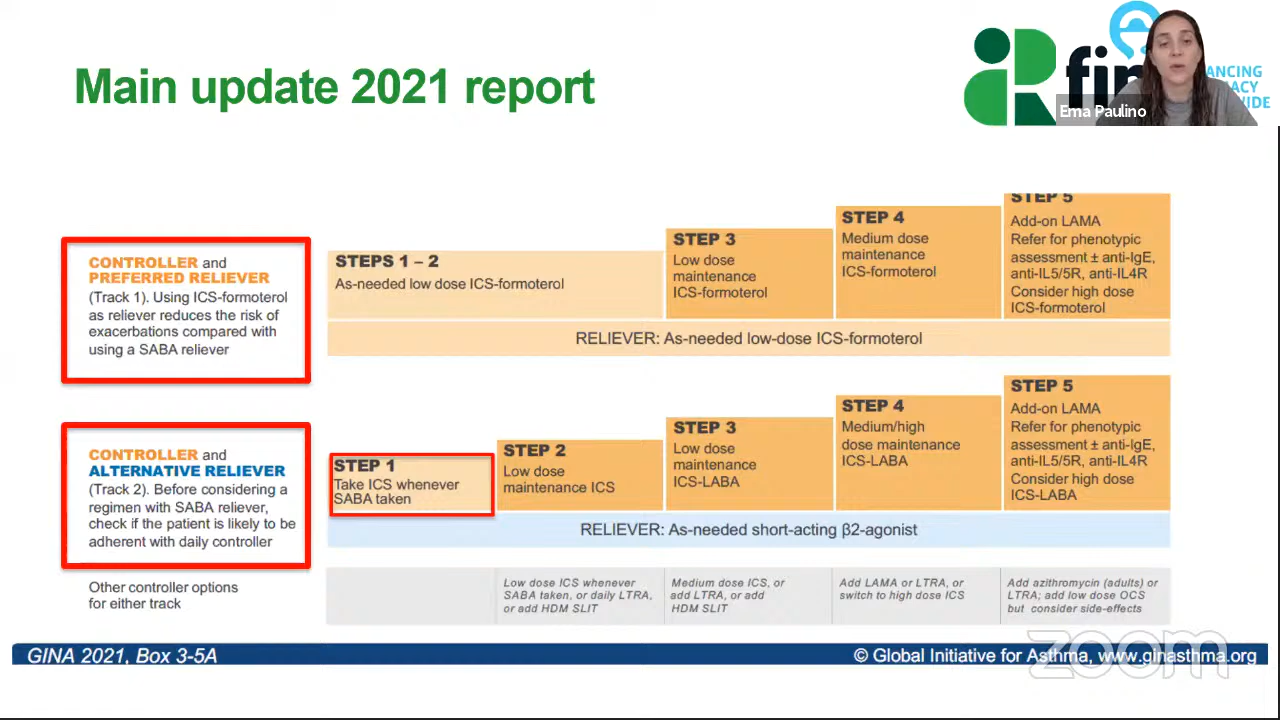 Main update 2021 report
fi
ANCING
ACY
IDE
Ema Paulino
CONTROLLER and
PREFERRED RELIEVER
(Track 1). Using ICS-formoterol
as reliever reduces the risk of
exacerbations compared with
using a SABA reliever
STEPS 1 – 2
As-needed low dose ICS-formoterol
STEP 3
Low dose
maintenance
ICS-formoterol
STEP 4
Medium dose
maintenance
ICS-formoterol
STEP 5
Add-on LAMA
Refer for phenotypic
assessment ± anti-IgE,
anti-IL5/5R, anti-IL4R
Consider high dose
ICS-formoterol
RELIEVER: As-needed low-dose ICS-formoterol
CONTROLLER and
ALTERNATIVE RELIEVER
(Track 2). Before considering a
regimen with SABA reliever,
check if the patient is likely to be
adherent with daily controller
STEP 1
Take ICS whenever
SABA taken
STEP 2
Low dose
maintenance ICS
STEP 3
Low dose
maintenance
ICS-LABA
STEP 4
Medium/high
dose maintenance
ICS-LABA
STEP 5
Add-on LAMA
Refer for phenotypic
assessment ± anti-IgE,
anti-IL5/5R, anti-IL4R
Consider high dose
ICS-LABA
RELIEVER: As-needed short-acting β2-agonist
Other controller options
for either track
Low dose ICS whenever
SABA taken, or daily LTRA,
or add HDM SLIT
Medium dose ICS, or
add LTRA, or add
HDM SLIT
Add LAMA or LTRA, or
switch to high dose ICS
Add azithromycin (adults) or
LTRA; add low dose OCS
but consider side-effects
GINA 2021, Box 3-5A
© Global Initiative for Asthma, www.ginasthma.org
zoom